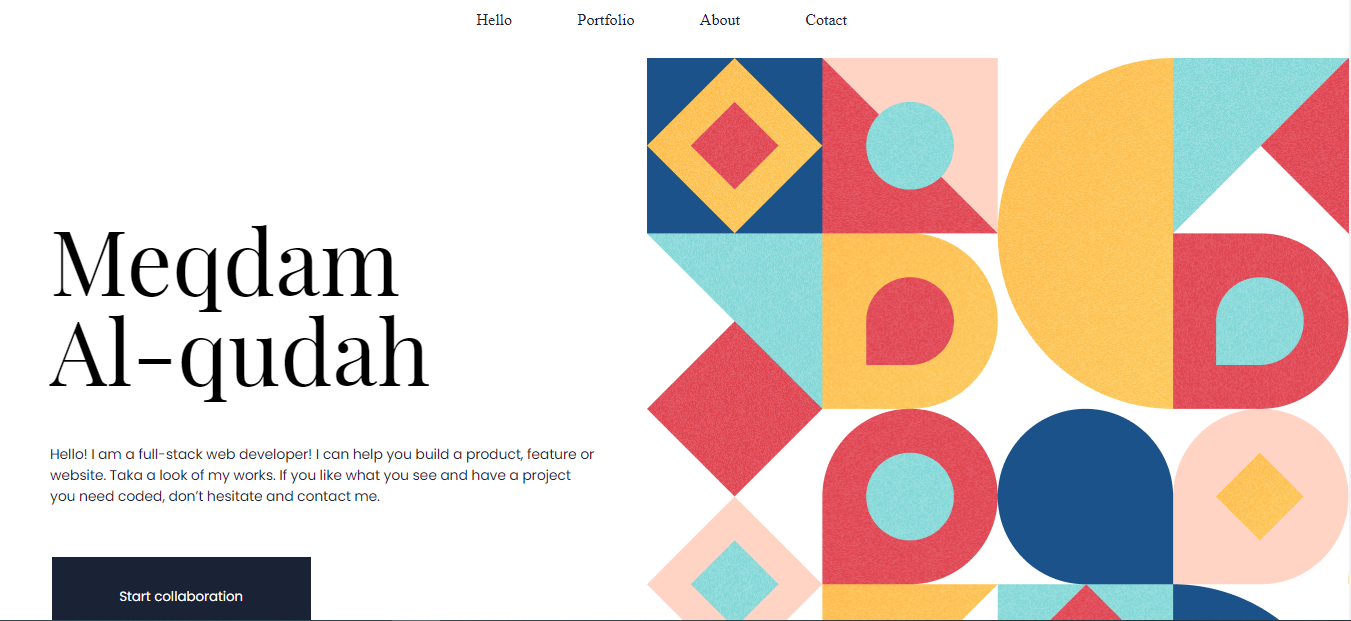 Hello Portfolio About Cotact
Meqdam
Al-qudah
Hello! I am a full-stack web developer! I can help you build a product, feature or
website. Taka a look of my works. If you like what you see and have a project
you need coded, don't hesitate and contact me.
Start collaboration